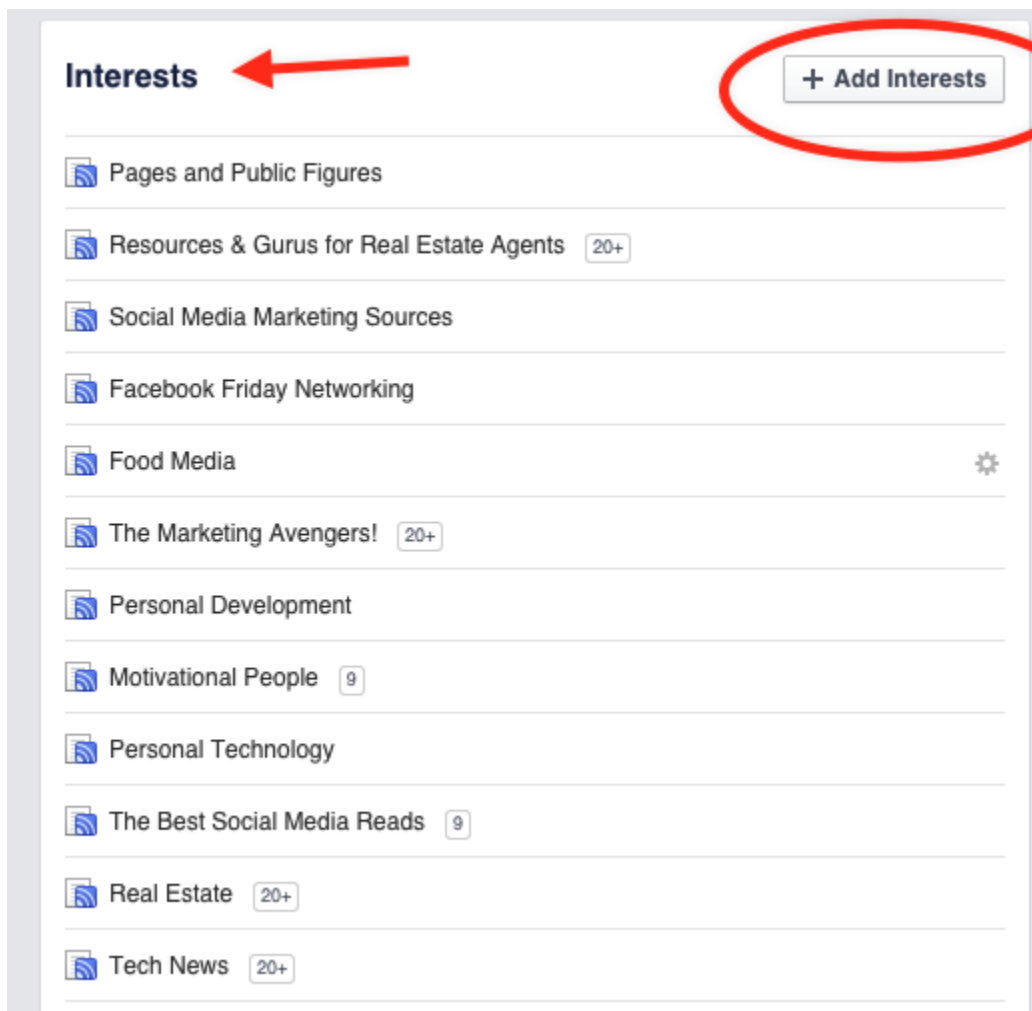 Interests
+ Add Interests
Pages and Public Figures
Resources & Gurus for Real Estate Agents 20+
Social Media Marketing Sources
Facebook Friday Networking
Food Media
The Marketing Avengers! 20+
Personal Development
Motivational People 9
Personal Technology
The Best Social Media Reads 9
Real Estate 20+
Tech News 20+